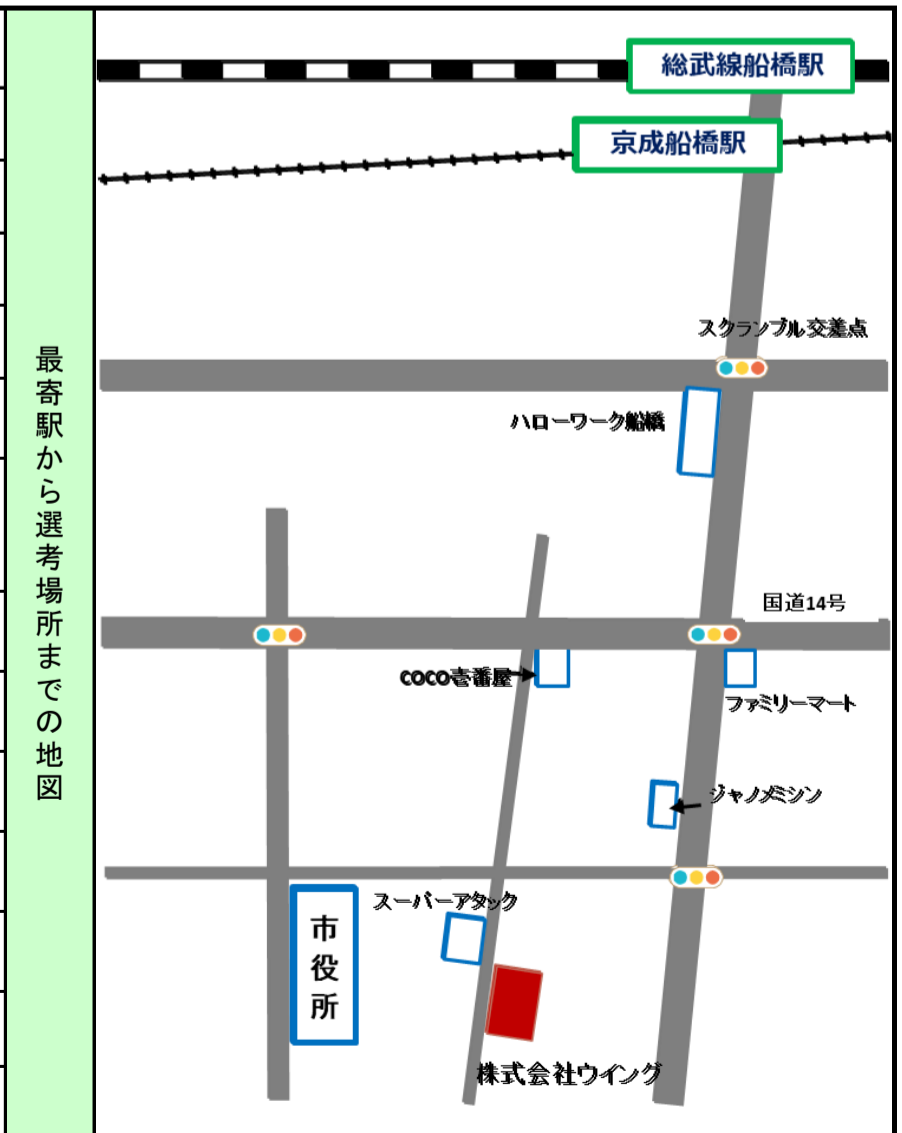 最寄駅から選考場所までの地図
総武線船橋駅
京成船橋駅
スクランブル交差点
ハローワーク船橋
国道14号
COCO壱番屋
ファミリーマート
ジャノメミシン
スーパーアタック
市役所
株式会社ウイング